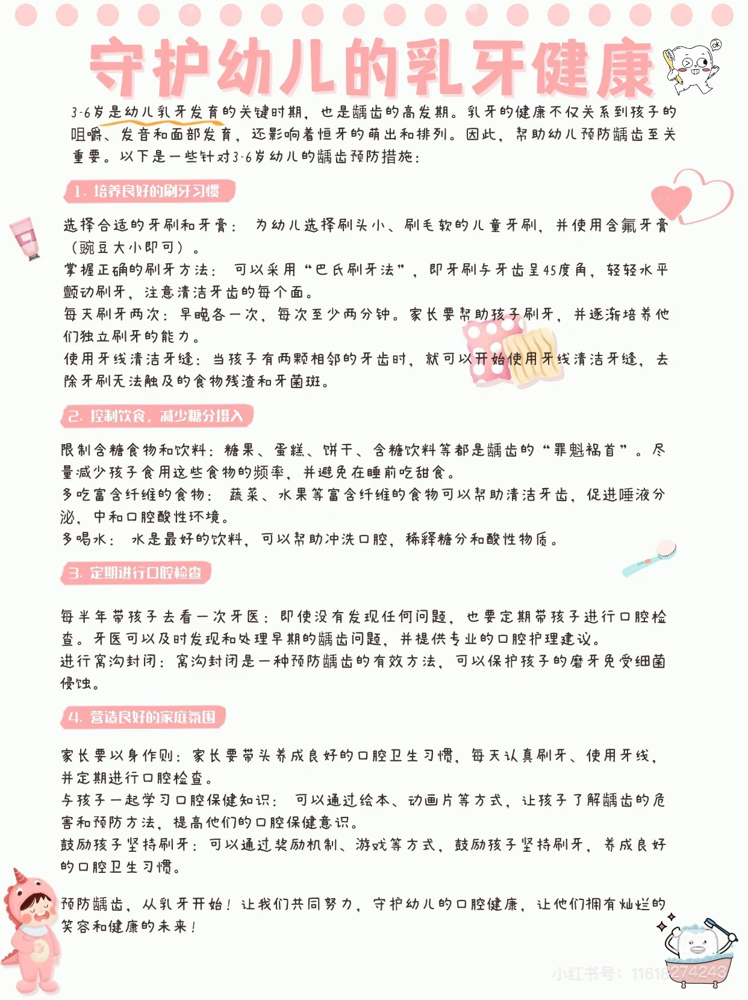 守护幼儿的乳牙健康
OK
3-6岁是幼儿乳牙发育的关键时期，也是龋齿的高发期。乳牙的健康不仅关系到孩子的
咀嚼、发音和面部发育，还影响着恒牙的萌出和排列。因此，帮助幼儿预防龋齿至关
重要。以下是一些针对3-6岁幼儿的龋齿预防措施：
1. 培养良好的刷牙习惯
选择合适的牙刷和牙膏： 为幼儿选择刷头小、刷毛软的儿童牙刷，并使用含氟牙膏
（豌豆大小即可）。
掌握正确的刷牙方法： 可以采用“巴氏刷牙法”，即牙刷与牙齿呈45度角，轻轻水平
颤动刷牙，注意清洁牙齿的每个面。
每天刷牙两次：早晚各一次，每次至少两分钟。家长要帮助孩子刷牙，并逐渐培养他
们独立刷牙的能力。
使用牙线清洁牙缝：当孩子有两颗相邻的牙齿时，就可以开始使用牙线清洁牙缝，去
除牙刷无法触及的食物残渣和牙菌斑。
2. 控制饮食，减少糖分摄入
限制含糖食物和饮料：糖果、蛋糕、饼干、含糖饮料等都是龋齿的“罪魁祸首”。尽
量减少孩子食用这些食物的频率，并避免在睡前吃甜食。
多吃富含纤维的食物： 蔬菜、水果等富含纤维的食物可以帮助清洁牙齿，促进唾液分
泌，中和口腔酸性环境。
多喝水： 水是最好的饮料，可以帮助冲洗口腔，稀释糖分和酸性物质。
3. 定期进行口腔检查
每半年带孩子去看一次牙医：即使没有发现任何问题，也要定期带孩子进行口腔检
查。牙医可以及时发现和处理早期的龋齿问题，并提供专业的口腔护理建议。
进行窝沟封闭：窝沟封闭是一种预防龋齿的有效方法，可以保护孩子的磨牙免受细菌
侵蚀。
4. 营造良好的家庭氛围
家长要以身作则：家长要带头养成良好的口腔卫生习惯，每天认真刷牙、使用牙线，
并定期进行口腔检查。
与孩子一起学习口腔保健知识： 可以通过绘本、动画片等方式，让孩子了解龋齿的危
害和预防方法，提高他们的口腔保健意识。
鼓励孩子坚持刷牙：可以通过奖励机制、游戏等方式，鼓励孩子坚持刷牙，养成良好
的口腔卫生习惯。
预防龋齿，从乳牙开始！让我们共同努力，守护幼儿的口腔健康，让他们拥有灿烂的
笑容和健康的未来！
小红书号：11618274243